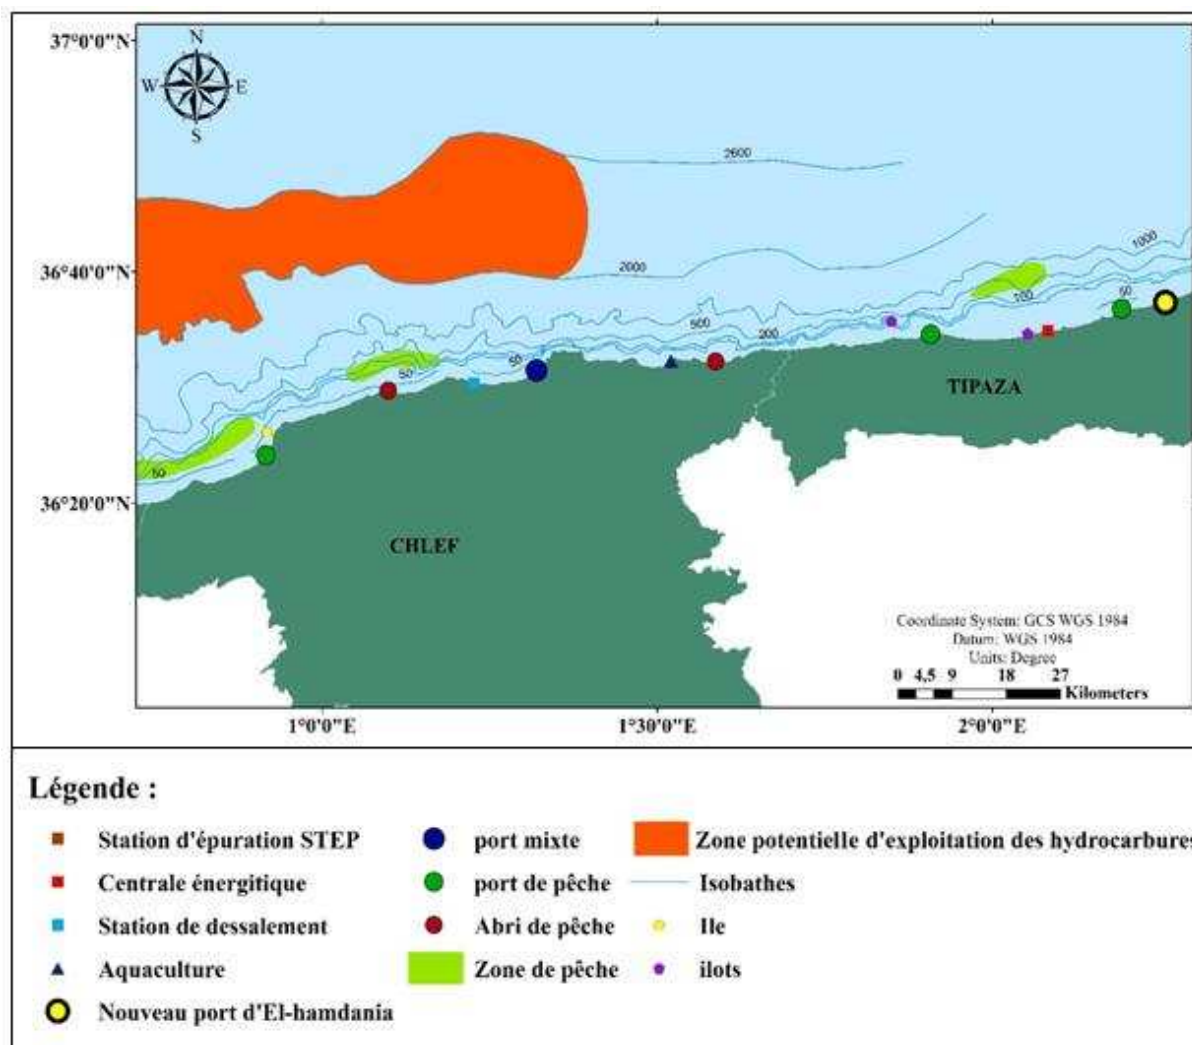 37°0'0"N
N
W E
S
2600
1000
36°40'0"N
2000
50
100
500
200
50
50
TIPAZA
50
36°20'0"N
CHLEF
Coordinate System: GCS WGS 1984
Datum: WGS 1984
Units: Degree
0 4,5 9 18 27
Kilometers
1°0'0"E 1°30'0"E 2°0'0"E
Légende :
Station d'épuration STEP
port mixte
Zone potentielle d'exploitation des hydrocarbures
Centrale énergitique
port de pêche
Isobathes
Station de dessalement
Abri de pêche
Ile
Aquaculture
Zone de pêche
ilots
Nouveau port d'El-hamdania